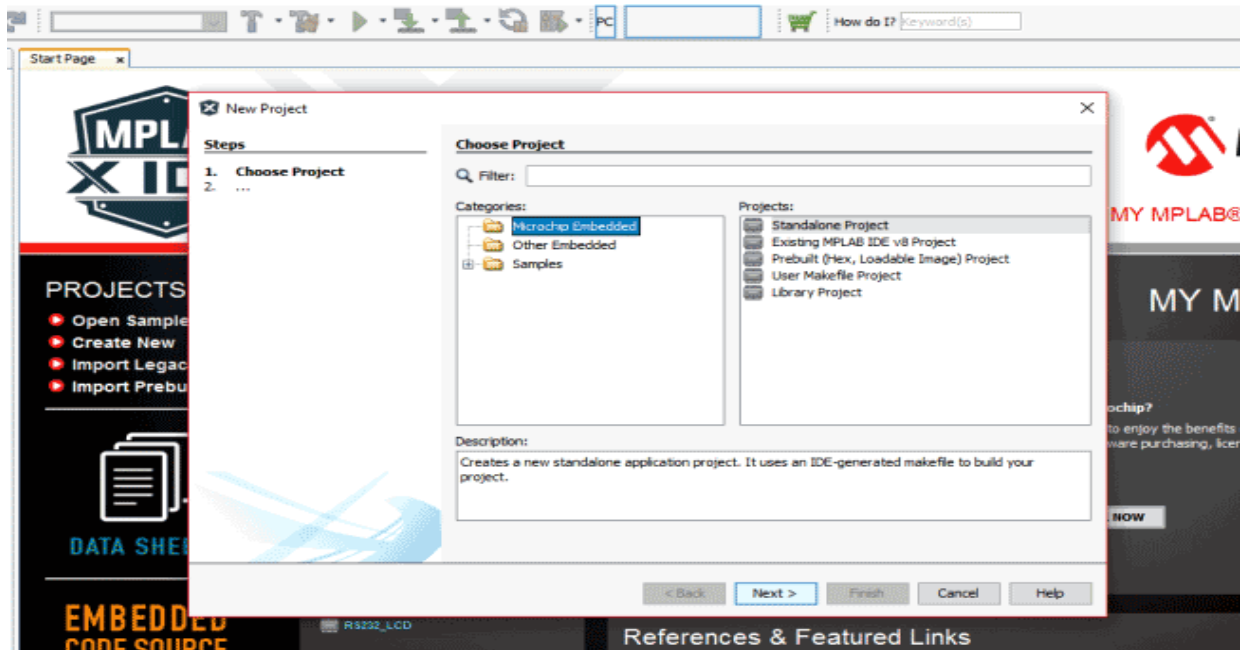 PC
How do I?
Keyword(s)
Start Page
x
MPL
X ID
New Project
Steps
1. Choose Project
2. ...
Choose Project
Filter:
Categories:
Microchip Embedded
Other Embedded
Samples
Projects:
Standalone Project
Existing MPLAB IDE v8 Project
Prebuilt (Hex, Loadable Image) Project
User Makefile Project
Library Project
Description:
Creates a new standalone application project. It uses an IDE-generated makefile to build your
project.
< Back
Next >
Finish
Cancel
Help
MY MPLAB®
PROJECTS
Open Sample
Create New
Import Legac
Import Prebu
DATA SHE
EMBEDDED
CODE SOURCE
RS232_LCD
MY M
ochip?
to enjoy the benefits
ware purchasing, licen
NOW
References & Featured Links